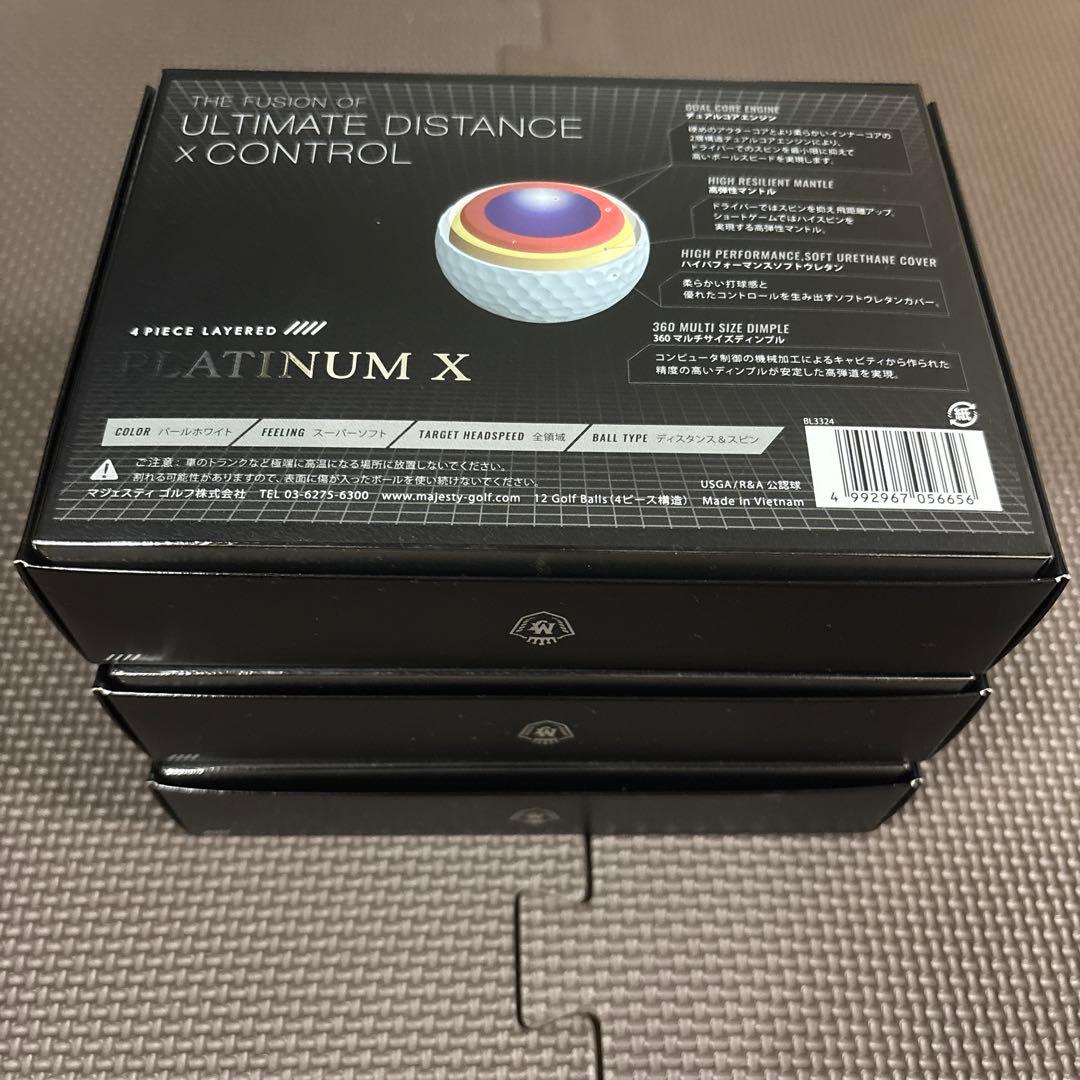 THE FUSION OF
ULTIMATE DISTANCE
× CONTROL
DUAL CORE ENGINE
デュアルコアエンジン
硬めのアウターコアとより柔らかいインナーコアの
2層構造デュアルコアエンジンにより、
ドライバーでのスピンを最小限に抑えて
高いボールスピードを実現します。
HIGH RESILIENT MANTLE
高弾性マントル
ドライバーではスピンを抑え飛距離アップ、
ショートゲームではハイスピンを
実現する高弾性マントル。
HIGH PERFORMANCE,SOFT URETHANE COVER
ハイパフォーマンスソフトウレタン
柔らかい打球感と
優れたコントロールを生み出すソフトウレタンカバー。
360 MULTI SIZE DIMPLE
360 マルチサイズディンプル
コンピュータ制御の機械加工によるキャビティから作られた
精度の高いディンプルが安定した高弾道を実現。
4 PIECE LAYERED
PLATINUM X
COLOR パールホワイト FEELING スーパーソフト TARGET HEADSPEED 全領域 BALL TYPE ディスタンス&スピン
ご注意:車のトランクなど極端に高温になる場所に放置しないでください。
割れる可能性がありますので、表面に傷が入ったボールを使い続けないでください。
マジェスティ ゴルフ株式会社 TEL 03-6275-6300 www.majesty-golf.com 12 Golf Balls(4ピース構造) Made in Vietnam
USGA/R&A 公認球
紙
BL3324
4 992967 056656